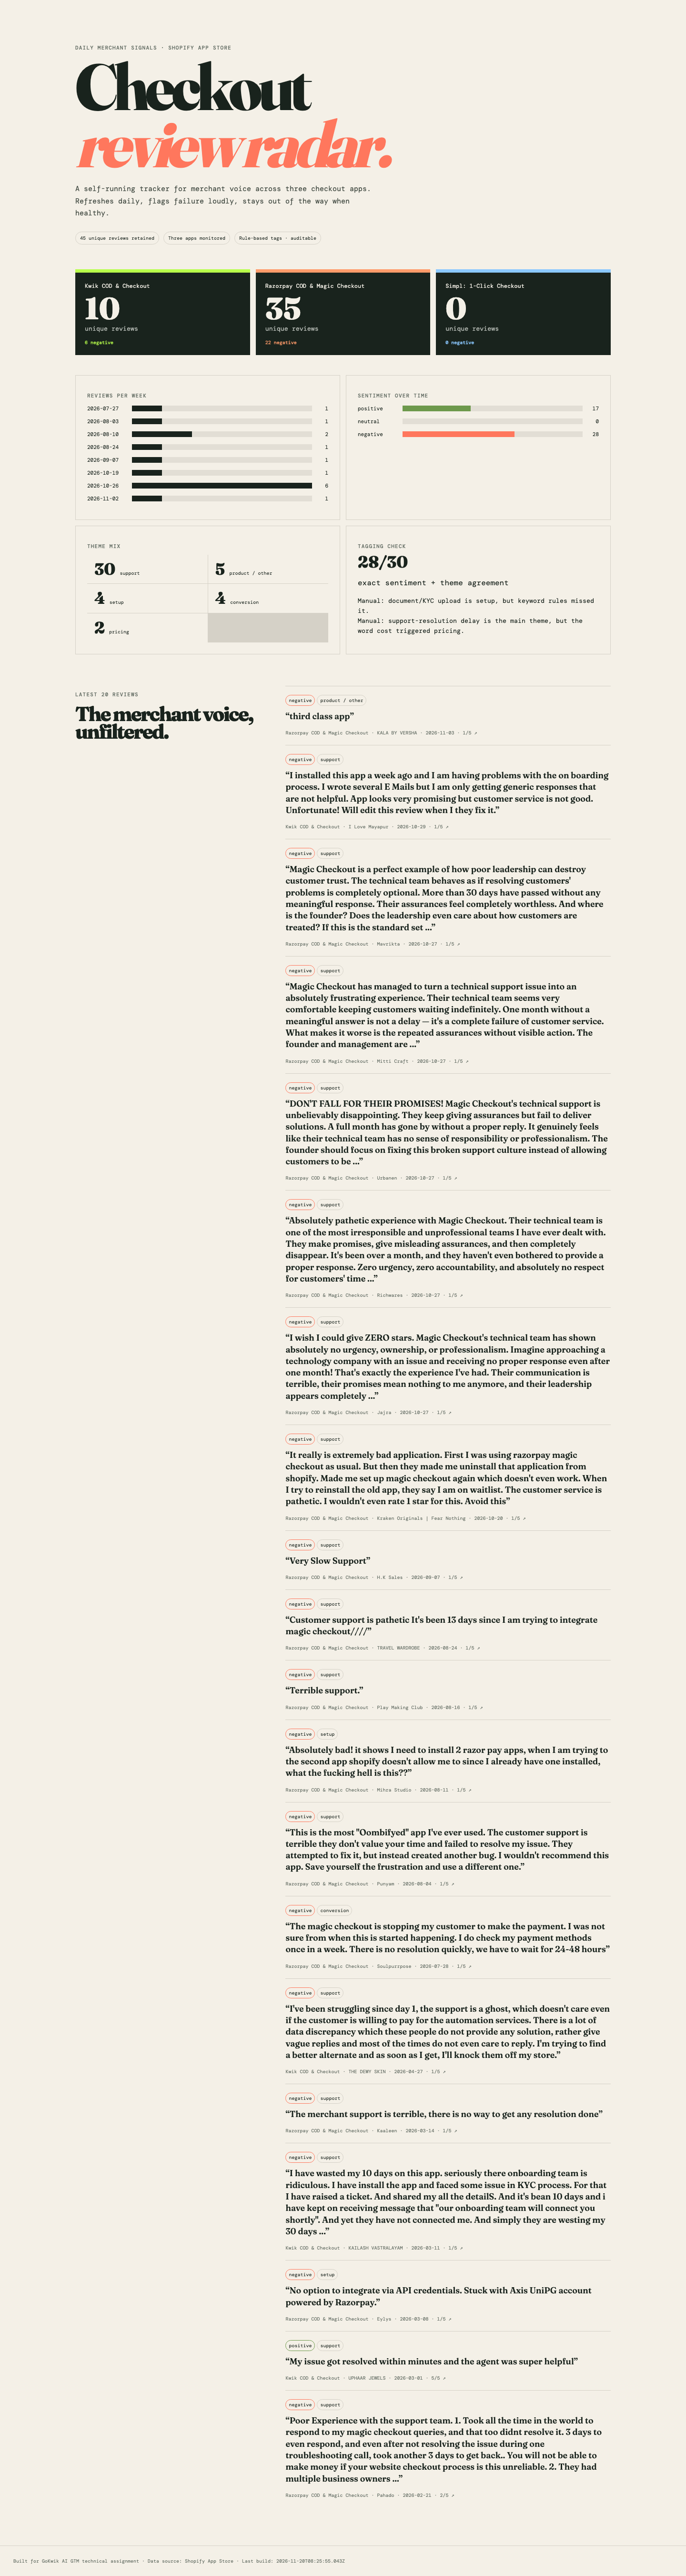 DAILY MERCHANT SIGNALS · SHOPIFY APP STORE
Checkout
review radar.
A self-running tracker for merchant voice across three checkout apps.
Refreshes daily, flags failure loudly, stays out of the way when
healthy.
45 unique reviews retained
Three apps monitored
Rule-based tags · auditable
Kwik COD & Checkout
10
unique reviews
6 negative
Razorpay COD & Magic Checkout
35
unique reviews
22 negative
Simpl: 1-Click Checkout
0
unique reviews
0 negative
REVIEWS PER WEEK
2026-07-27 1
2026-08-03 1
2026-08-10 2
2026-08-24 1
2026-09-07 1
2026-10-19 1
2026-10-26 6
2026-11-02 1
SENTIMENT OVER TIME
positive 17
neutral 0
negative 28
THEME MIX
30 support
5 product / other
4 setup
4 conversion
2 pricing
TAGGING CHECK
28/30
exact sentiment + theme agreement
Manual: document/KYC upload is setup, but keyword rules missed
it.
Manual: support-resolution delay is the main theme, but the
word cost triggered pricing.
LATEST 20 REVIEWS
The merchant voice,
unfiltered.
negative product / other
“third class app”
Razorpay COD & Magic Checkout · KALA BY VERSHA · 2026-11-03 · 1/5 ↗
negative support
“I installed this app a week ago and I am having problems with the on boarding
process. I wrote several E Mails but I am only getting generic responses that
are not helpful. App looks very promising but customer service is not good.
Unfortunate! Will edit this review when I they fix it.”
Kwik COD & Checkout · I Love Mayapur · 2026-10-29 · 1/5 ↗
negative support
“Magic Checkout is a perfect example of how poor leadership can destroy
customer trust. The technical team behaves as if resolving customers'
problems is completely optional. More than 30 days have passed without any
meaningful response. Their assurances feel completely worthless. And where
is the founder? Does the leadership even care about how customers are
treated? If this is the standard set …”
Razorpay COD & Magic Checkout · Mavrikta · 2026-10-27 · 1/5 ↗
negative support
“Magic Checkout has managed to turn a technical support issue into an
absolutely frustrating experience. Their technical team seems very
comfortable keeping customers waiting indefinitely. One month without a
meaningful answer is not a delay — it's a complete failure of customer service.
What makes it worse is the repeated assurances without visible action. The
founder and management are …”
Razorpay COD & Magic Checkout · Mitti Craft · 2026-10-27 · 1/5 ↗
negative support
“DON'T FALL FOR THEIR PROMISES! Magic Checkout's technical support is
unbelievably disappointing. They keep giving assurances but fail to deliver
solutions. A full month has gone by without a proper reply. It genuinely feels
like their technical team has no sense of responsibility or professionalism. The
founder should focus on fixing this broken support culture instead of allowing
customers to be …”
Razorpay COD & Magic Checkout · Urbanen · 2026-10-27 · 1/5 ↗
negative support
“Absolutely pathetic experience with Magic Checkout. Their technical team is
one of the most irresponsible and unprofessional teams I have ever dealt with.
They make promises, give misleading assurances, and then completely
disappear. It's been over a month, and they haven't even bothered to provide a
proper response. Zero urgency, zero accountability, and absolutely no respect
for customers' time …”
Razorpay COD & Magic Checkout · Richmares · 2026-10-27 · 1/5 ↗
negative support
“I wish I could give ZERO stars. Magic Checkout's technical team has shown
absolutely no urgency, ownership, or professionalism. Imagine approaching a
technology company with an issue and receiving no proper response even after
one month! That's exactly the experience I've had. Their communication is
terrible, their promises mean nothing to me anymore, and their leadership
appears completely …”
Razorpay COD & Magic Checkout · Jajra · 2026-10-27 · 1/5 ↗
negative support
“It really is extremely bad application. First I was using razorpay magic
checkout as usual. But then they made me uninstall that application from
shopify. Made me set up magic checkout again which doesn't even work. When
I try to reinstall the old app, they say I am on waitlist. The customer service is
pathetic. I wouldn't even rate 1 star for this. Avoid this”
Razorpay COD & Magic Checkout · Kraken Originals | Fear Nothing · 2026-10-20 · 1/5 ↗
negative support
“Very Slow Support”
Razorpay COD & Magic Checkout · H.K Sales · 2026-09-07 · 1/5 ↗
negative support
“Customer support is pathetic It's been 13 days since I am trying to integrate
magic checkout////”
Razorpay COD & Magic Checkout · TRAVEL WARDROBE · 2026-08-24 · 1/5 ↗
negative support
“Terrible support.”
Razorpay COD & Magic Checkout · Play Making Club · 2026-08-16 · 1/5 ↗
negative setup
“Absolutely bad! it shows I need to install 2 razor pay apps, when I am trying to
the second app shopify doesn't allow me to since I already have one installed,
what the fucking hell is this??”
Razorpay COD & Magic Checkout · Mihra Studio · 2026-08-11 · 1/5 ↗
negative support
“This is the most "Oombifyed" app I've ever used. The customer support is
terrible they don't value your time and failed to resolve my issue. They
attempted to fix it, but instead created another bug. I wouldn't recommend this
app. Save yourself the frustration and use a different one.”
Razorpay COD & Magic Checkout · Punyam · 2026-08-04 · 1/5 ↗
negative conversion
“The magic checkout is stopping my customer to make the payment. I was not
sure from when this is started happening. I do check my payment methods
once in a week. There is no resolution quickly, we have to wait for 24-48 hours”
Razorpay COD & Magic Checkout · Soulpurrpose · 2026-07-28 · 1/5 ↗
negative support
“I've been struggling since day 1, the support is a ghost, which doesn't care even
if the customer is willing to pay for the automation services. There is a lot of
data discrepancy which these people do not provide any solution, rather give
vague replies and most of the times do not even care to reply. I'm trying to find
a better alternate and as soon as I get, I'll knock them off my store.”
Kwik COD & Checkout · THE DEWY SKIN · 2026-04-27 · 1/5 ↗
negative support
“The merchant support is terrible, there is no way to get any resolution done”
Razorpay COD & Magic Checkout · Kaaleen · 2026-03-14 · 1/5 ↗
negative support
“I have wasted my 10 days on this app. seriously there onboarding team is
ridiculous. I have install the app and faced some issue in KYC process. For that
I have raised a ticket. And shared my all the detailS. And it's bean 10 days and i
have kept on receiving message that "our onboarding team will connect you
shortly". And yet they have not connected me. And simply they are westing my
30 days …”
Kwik COD & Checkout · KAILASH VASTRALAYAM · 2026-03-11 · 1/5 ↗
negative setup
“No option to integrate via API credentials. Stuck with Axis UniPG account
powered by Razorpay.”
Razorpay COD & Magic Checkout · Eylys · 2026-03-06 · 1/5 ↗
positive support
“My issue got resolved within minutes and the agent was super helpful”
Kwik COD & Checkout · UPHAAR JEWELS · 2026-03-01 · 5/5 ↗
negative support
“Poor Experience with the support team. 1. Took all the time in the world to
respond to my magic checkout queries, and that too didnt resolve it. 3 days to
even respond, and even after not resolving the issue during one
troubleshooting call, took another 3 days to get back.. You will not be able to
make money if your website checkout process is this unreliable. 2. They had
multiple business owners …”
Razorpay COD & Magic Checkout · Pahado · 2026-02-21 · 2/5 ↗
Built for GoKwik AI GTM technical assignment · Data source: Shopify App Store · Last build: 2026-11-20T08:25:55.043Z